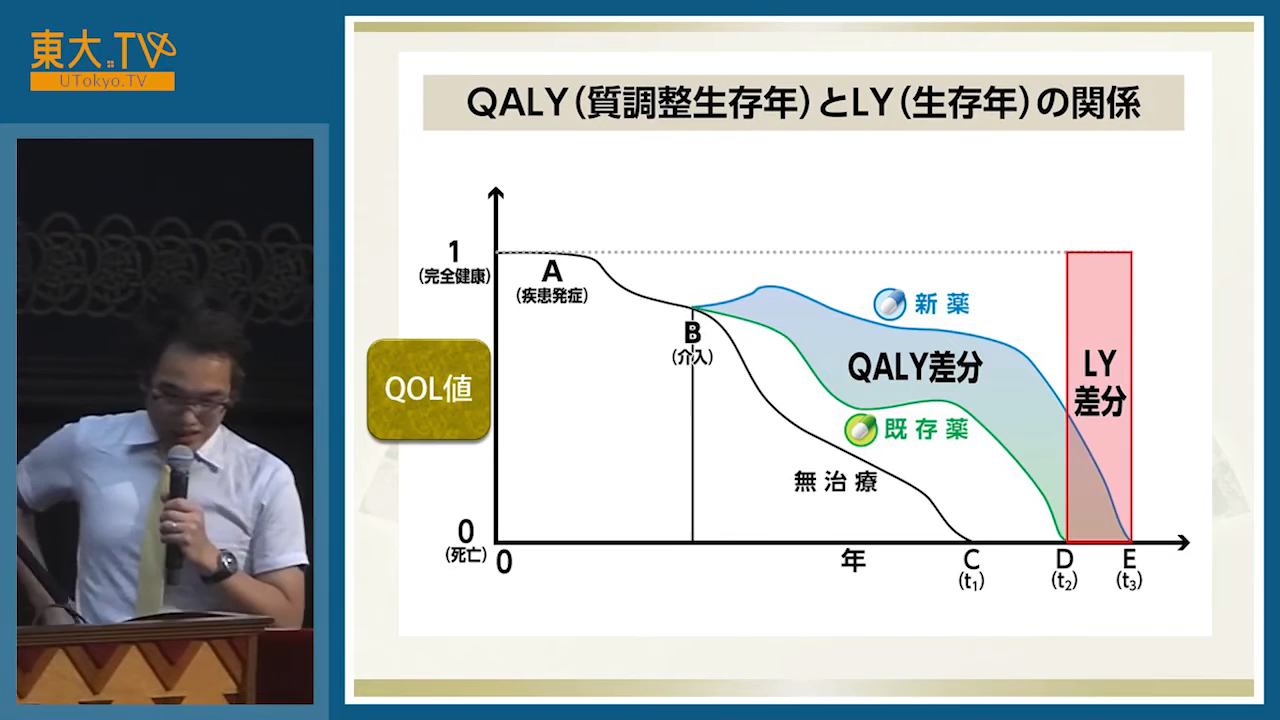 東大.TV
UTokyo.TV
QALY（質調整生存年）とLY（生存年）の関係
1
（完全健康）
A
（疾患発症）
B
（介入）
QOL値
新薬
QALY差分
LY
差分
既存薬
無治療
0
（死亡）
0
年
C
(t₁)
D
(t₂)
E
(t₃)